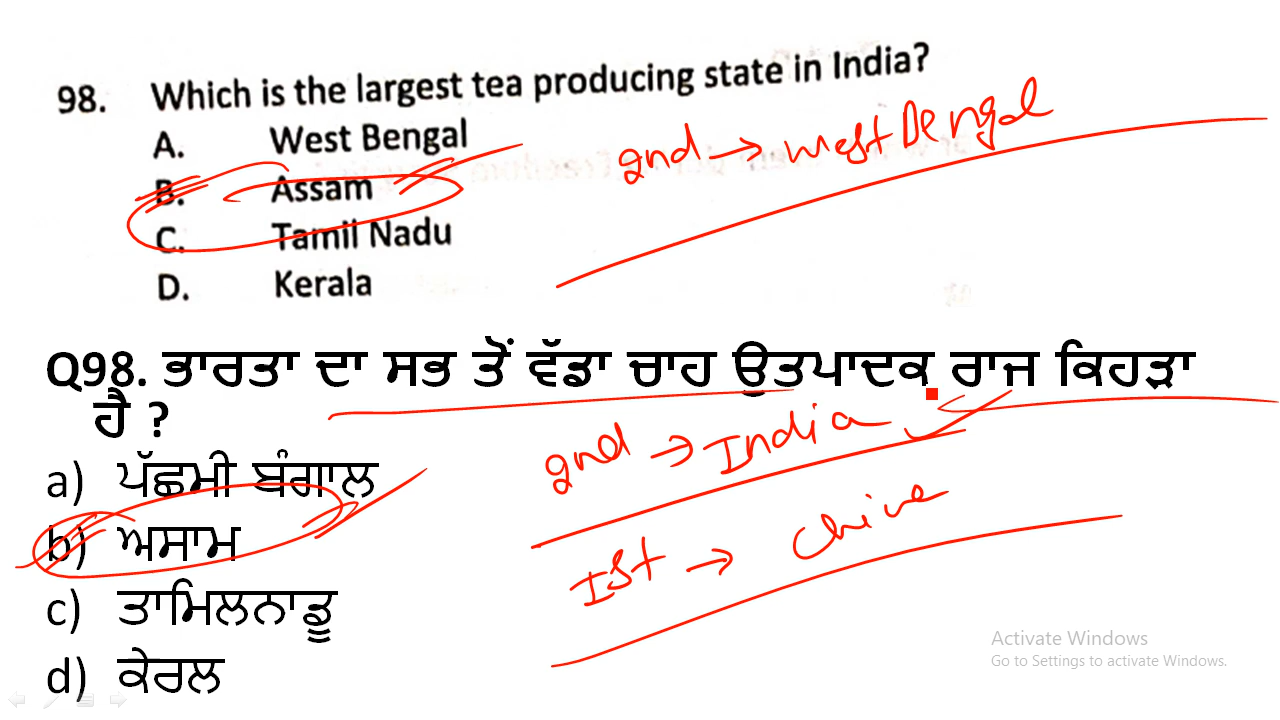 98. Which is the largest tea producing state in India?
A. West Bengal
2nd → West Bengal
B. Assam
C. Tamil Nadu
D. Kerala
Q98. ਭਾਰਤਾ ਦਾ ਸਭ ਤੋਂ ਵੱਡਾ ਚਾਹ ਉਤਪਾਦਕ ਰਾਜ ਕਿਹੜਾ
ਹੈ ?
2nd → India
a) ਪੱਛਮੀ ਬੰਗਾਲ
b) ਅਸਾਮ
Ist → China
c) ਤਾਮਿਲਨਾਡੂ
d) ਕੇਰਲ
Activate Windows
Go to Settings to activate Windows.